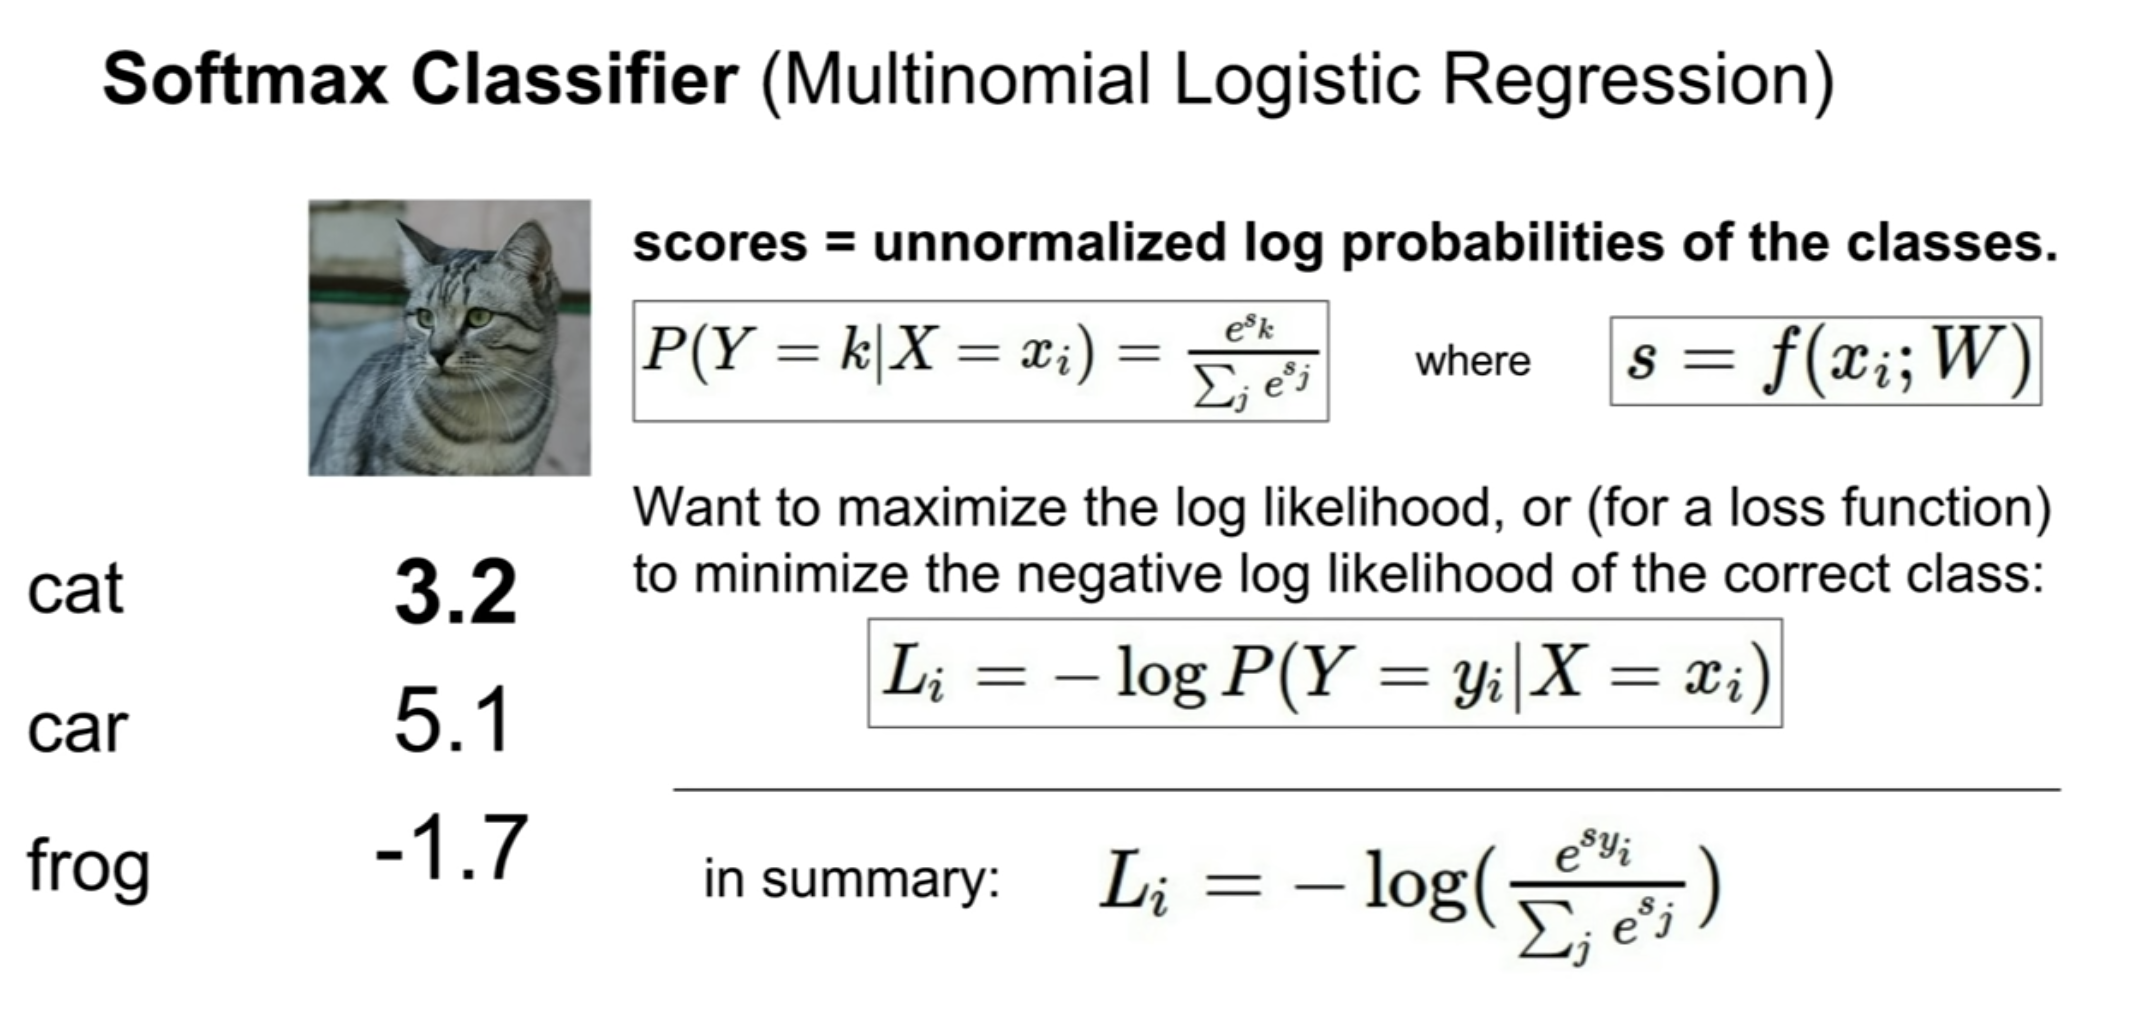 Softmax Classifier (Multinomial Logistic Regression)
scores = unnormalized log probabilities of the classes.
P(Y = k|X = x_i) = \frac{e^{s_k}}{\sum_j e^{s_j}} where s = f(x_i; W)
Want to maximize the log likelihood, or (for a loss function)
to minimize the negative log likelihood of the correct class:
L_i = − log P(Y = y_i|X = x_i)
in summary: L_i = − log(\frac{e^{s_{y_i}}}{\sum_j e^{s_j}})
cat 3.2
car 5.1
frog -1.7